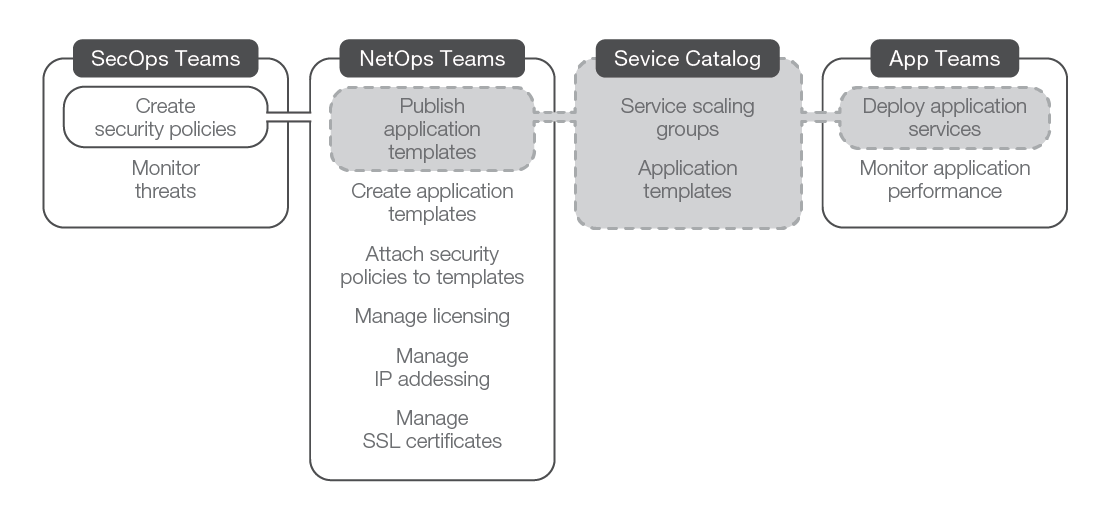 SecOps Teams
Create
security policies
Monitor
threats
NetOps Teams
Publish
application
templates
Create application
templates
Attach security
policies to templates
Manage licensing
Manage
IP addessing
Manage
SSL certificates
Sevice Catalog
Service scaling
groups
Application
templates
App Teams
Deploy application
services
Monitor application
performance